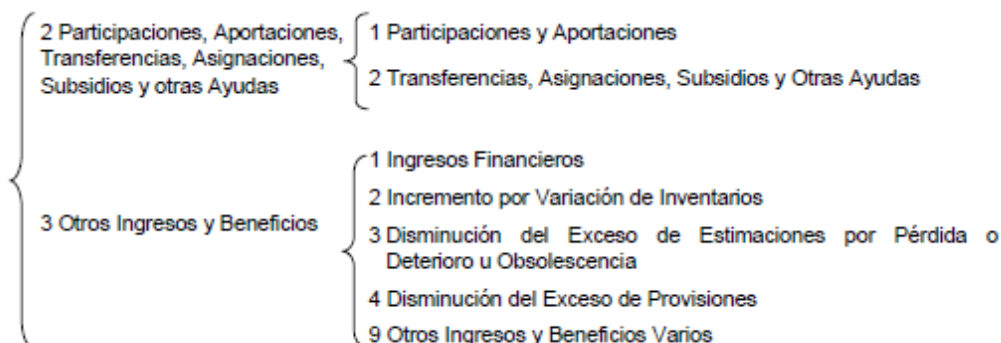 2 Participaciones, Aportaciones,
Transferencias, Asignaciones,
Subsidios y otras Ayudas
1 Participaciones y Aportaciones
2 Transferencias, Asignaciones, Subsidios y Otras Ayudas
3 Otros Ingresos y Beneficios
1 Ingresos Financieros
2 Incremento por Variación de Inventarios
3 Disminución del Exceso de Estimaciones por Pérdida o
Deterioro u Obsolescencia
4 Disminución del Exceso de Provisiones
9 Otros Ingresos y Beneficios Varios